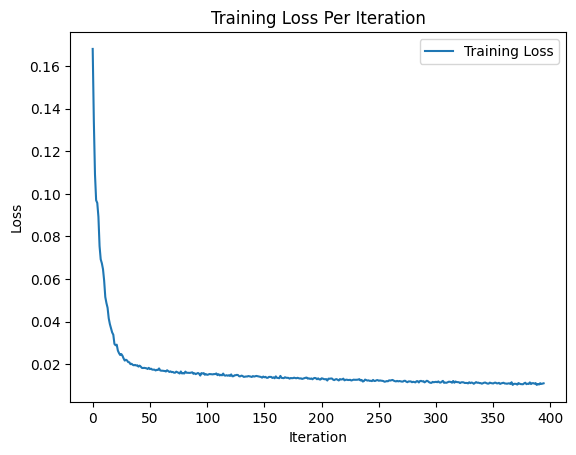 Training Loss Per Iteration
Training Loss
0.16
0.14
0.12
0.10
0.08
0.06
0.04
0.02
Loss
0 50 100 150 200 250 300 350 400
Iteration